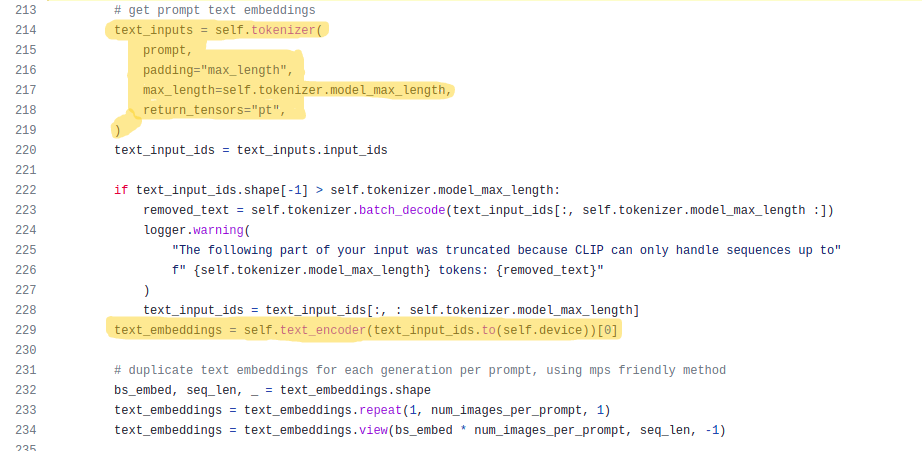 213 # get prompt text embeddings
214 text_inputs = self.tokenizer(
215     prompt,
216     padding="max_length",
217     max_length=self.tokenizer.model_max_length,
218     return_tensors="pt",
219 )
220 text_input_ids = text_inputs.input_ids
221
222 if text_input_ids.shape[-1] > self.tokenizer.model_max_length:
223     removed_text = self.tokenizer.batch_decode(text_input_ids[:, self.tokenizer.model_max_length :])
224     logger.warning(
225         "The following part of your input was truncated because CLIP can only handle sequences up to"
226         f" {self.tokenizer.model_max_length} tokens: {removed_text}"
227     )
228     text_input_ids = text_input_ids[:, : self.tokenizer.model_max_length]
229 text_embeddings = self.text_encoder(text_input_ids.to(self.device))[0]
230
231 # duplicate text embeddings for each generation per prompt, using mps friendly method
232 bs_embed, seq_len, _ = text_embeddings.shape
233 text_embeddings = text_embeddings.repeat(1, num_images_per_prompt, 1)
234 text_embeddings = text_embeddings.view(bs_embed * num_images_per_prompt, seq_len, -1)
235